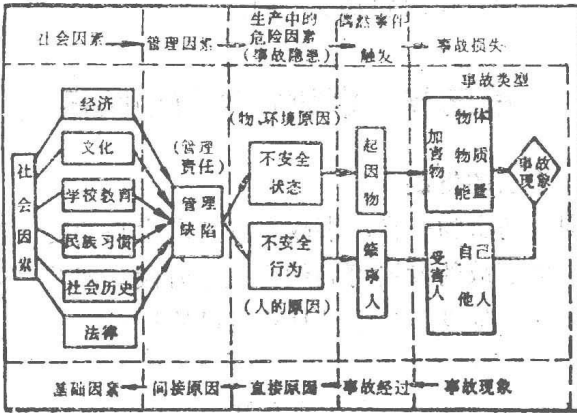 社会因素
管理因素
生产中的
危险因素
(事故隐患)
偶然事件
触发
事故损失
事故类型
社会因素
经济
文化
学校教育
民族习惯
社会历史
法律
(管理
责任)
管理
缺陷
(物、环境原因)
不安全
状态
不安全
行为
(人的原因)
起因物
肇事人
加害物
物体
物质
能量
受害人
自己
他人
事故
现象
基础因素
间接原因
直接原因
事故经过
事故现象